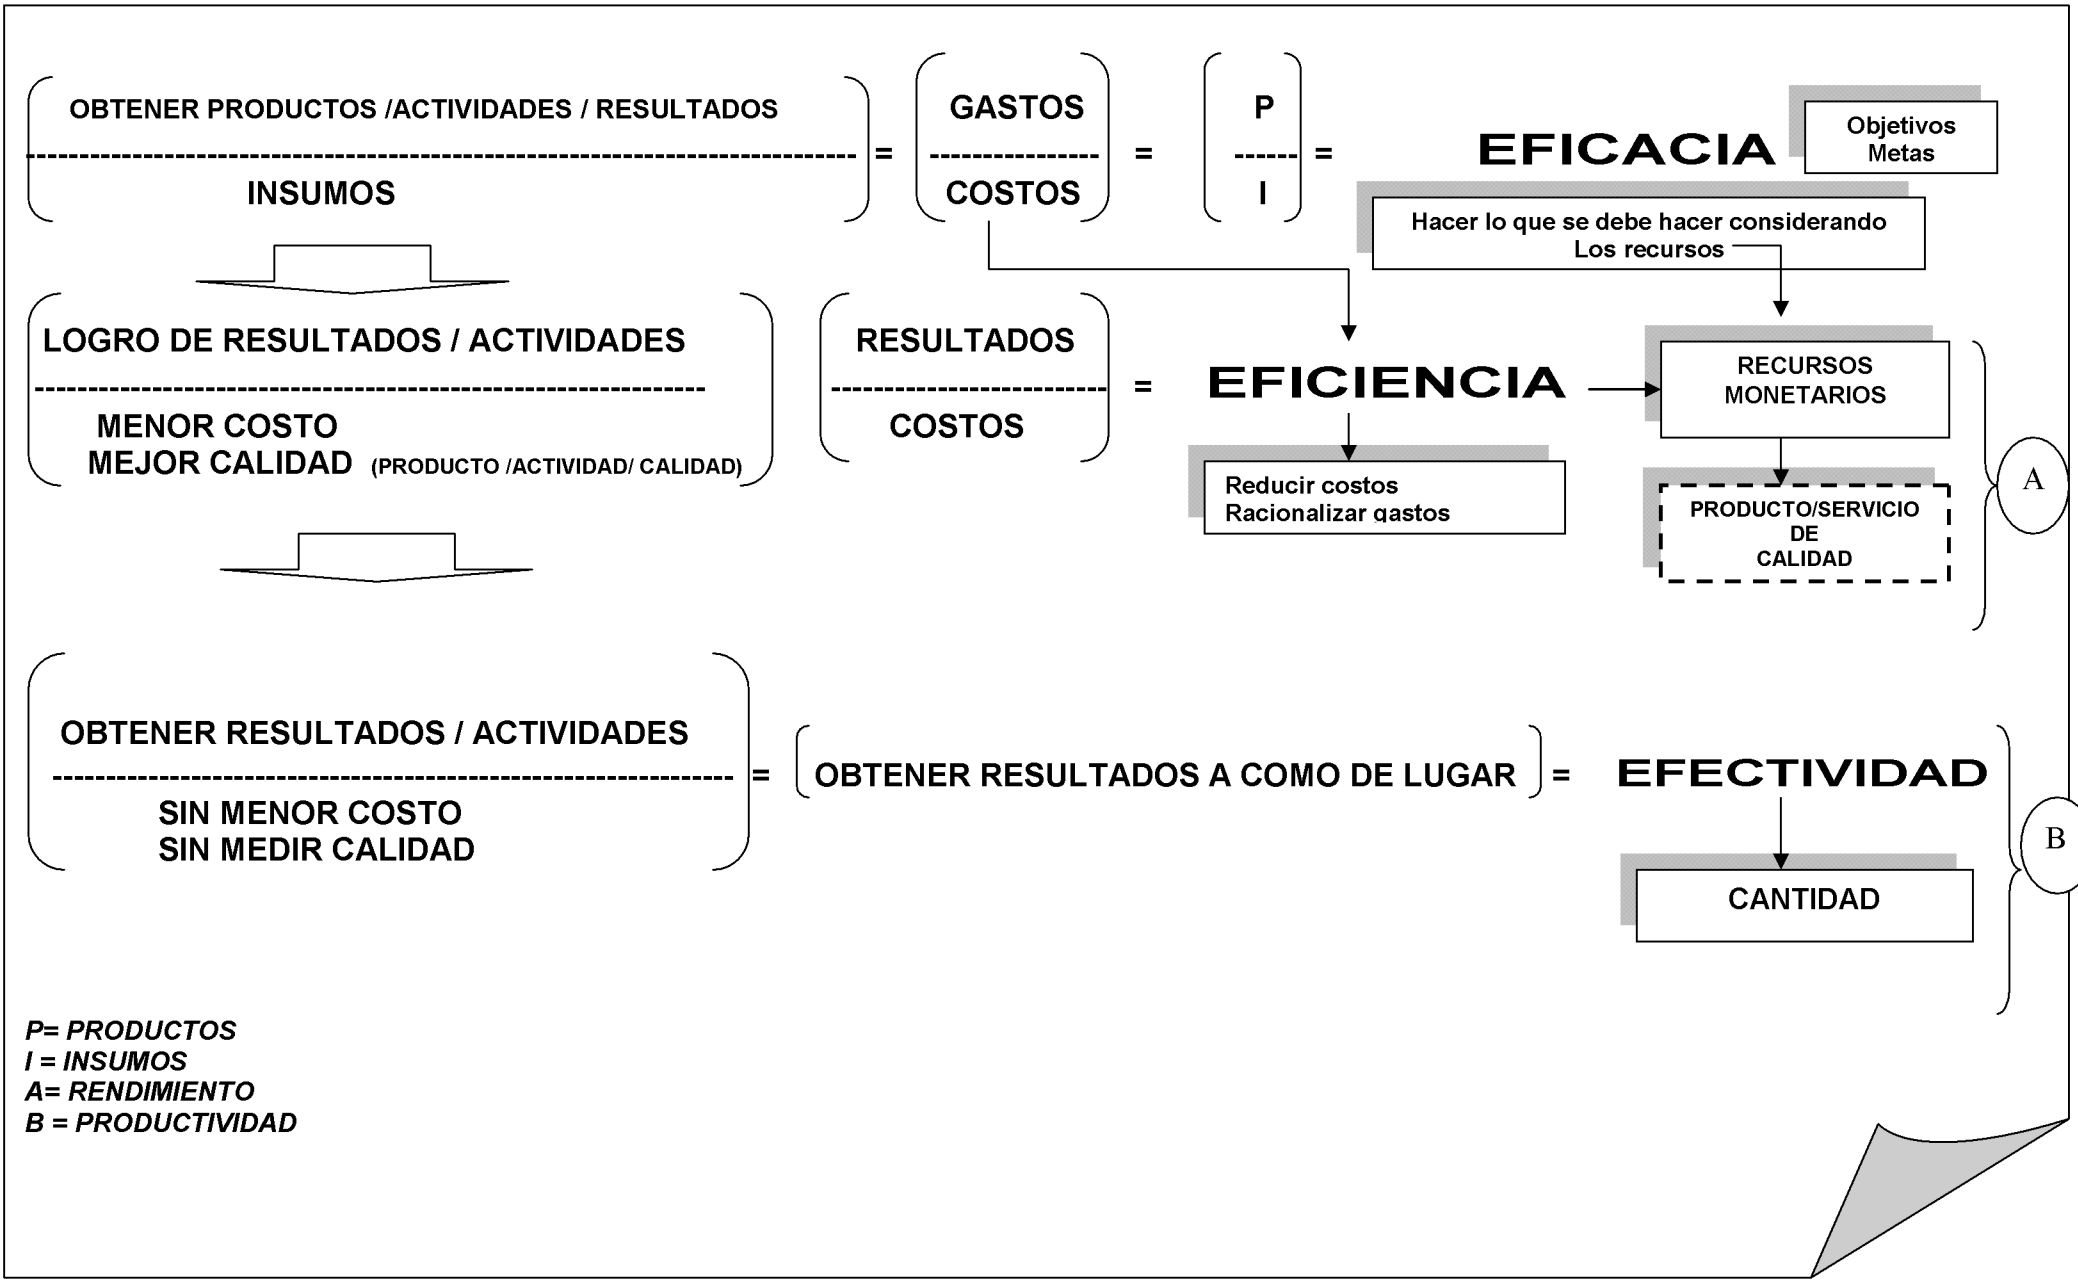 OBTENER PRODUCTOS /ACTIVIDADES / RESULTADOS
------------------------------------------------------------
INSUMOS
=
GASTOS
-----------------
COSTOS
=
P
------
I
=
EFICACIA
Objetivos
Metas
Hacer lo que se debe hacer considerando
Los recursos
LOGRO DE RESULTADOS / ACTIVIDADES
------------------------------------------------------------
MENOR COSTO
MEJOR CALIDAD (PRODUCTO /ACTIVIDAD/ CALIDAD)
RESULTADOS
----------------------------
COSTOS
=
EFICIENCIA
Reducir costos
Racionalizar gastos
RECURSOS
MONETARIOS
PRODUCTO/SERVICIO
DE
CALIDAD
A
OBTENER RESULTADOS / ACTIVIDADES
------------------------------------------------------------
SIN MENOR COSTO
SIN MEDIR CALIDAD
=
OBTENER RESULTADOS A COMO DE LUGAR
=
EFECTIVIDAD
CANTIDAD
B
P= PRODUCTOS
I = INSUMOS
A= RENDIMIENTO
B = PRODUCTIVIDAD